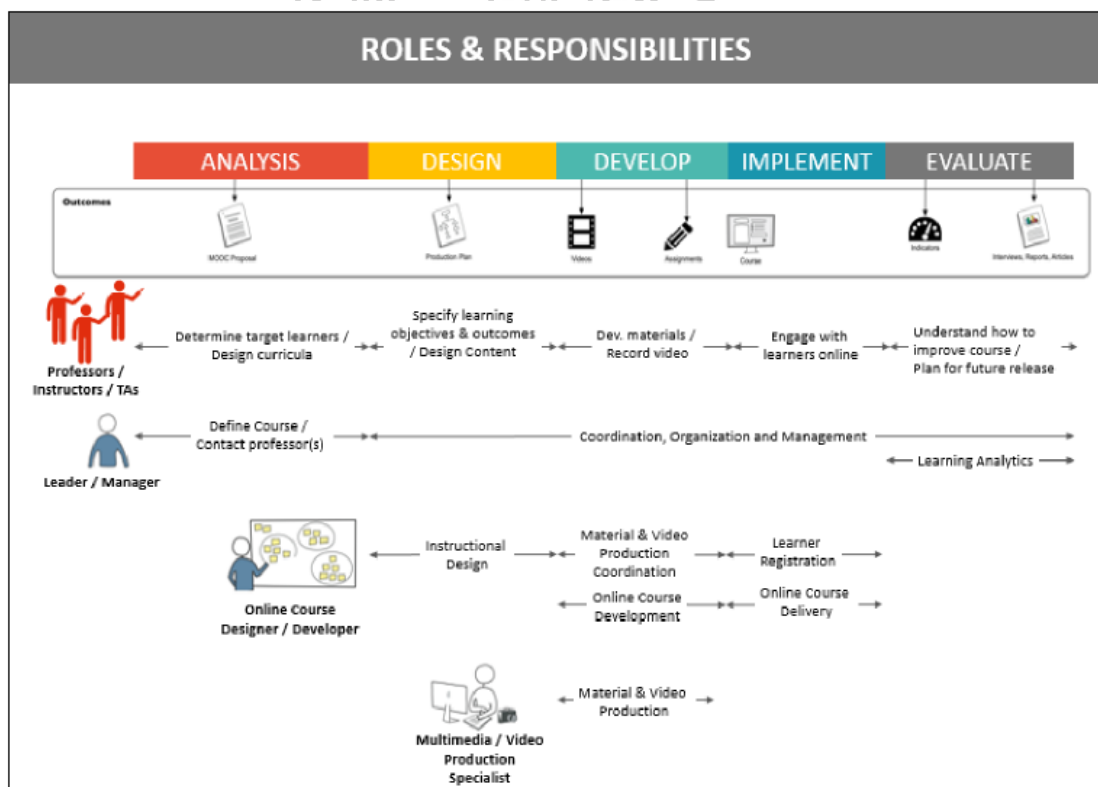 ROLES & RESPONSIBILITIES
ANALYSIS
DESIGN
DEVELOP
IMPLEMENT
EVALUATE
Outcomes
MOOC Proposal
Production Plan
Videos
Assignments
Course
Indicators
Interviews, Reports, Articles
Professors /
Instructors / TAs
Determine target learners /
Design curricula
Specify learning
objectives & outcomes
/ Design Content
Dev. materials /
Record video
Engage with
learners online
Understand how to
improve course /
Plan for future release
Leader / Manager
Define Course /
Contact professor(s)
Coordination, Organization and Management
Learning Analytics
Online Course
Designer / Developer
Instructional
Design
Material & Video
Production
Coordination
Learner
Registration
Online Course
Development
Online Course
Delivery
Multimedia / Video
Production
Specialist
Material & Video
Production